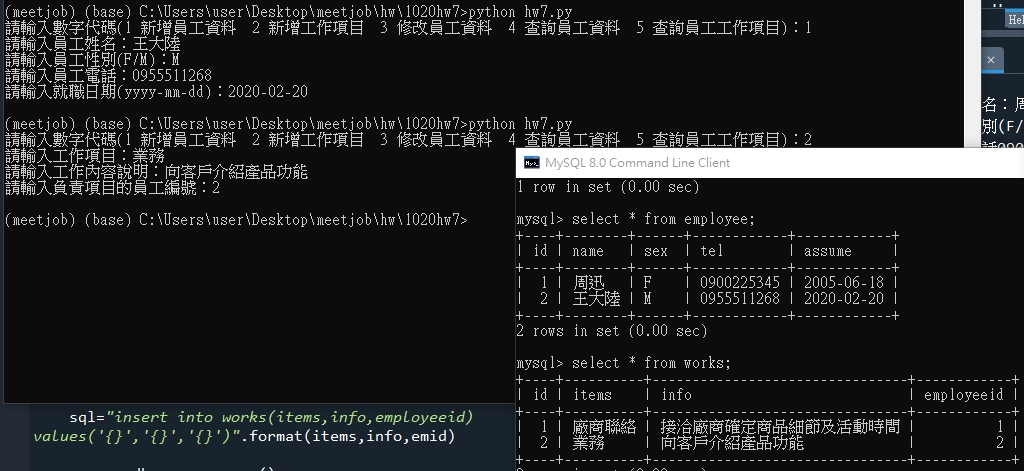 (meetjob) (base) C:\Users\user\Desktop\meetjob\hw\1020hw7>python hw7.py
請輸入數字代碼(1 新增員工資料  2 新增工作項目  3 修改員工資料  4 查詢員工資料  5 查詢員工工作項目)：1
請輸入員工姓名：王大陸
請輸入員工性別(F/M)：M
請輸入員工電話：0955511268
請輸入就職日期(yyyy-mm-dd)：2020-02-20
(meetjob) (base) C:\Users\user\Desktop\meetjob\hw\1020hw7>python hw7.py
請輸入數字代碼(1 新增員工資料  2 新增工作項目  3 修改員工資料  4 查詢員工資料  5 查詢員工工作項目)：2
請輸入工作項目：業務
請輸入工作內容說明：向客戶介紹產品功能
請輸入負責項目的員工編號：2
(meetjob) (base) C:\Users\user\Desktop\meetjob\hw\1020hw7>
MySQL 8.0 Command Line Client
1 row in set (0.00 sec)
mysql> select * from employee;
+----+--------+------+------------+------------+
| id | name   | sex  | tel        | assume     |
+----+--------+------+------------+------------+
|  1 | 周迅   | F    | 0900225345 | 2005-06-18 |
|  2 | 王大陸 | M    | 0955511268 | 2020-02-20 |
+----+--------+------+------------+------------+
2 rows in set (0.00 sec)
mysql> select * from works;
+----+----------+--------------------------------+------------+
| id | items    | info                           | employeeid |
+----+----------+--------------------------------+------------+
|  1 | 廠商聯絡 | 接洽廠商確定商品細節及活動時間 |          1 |
|  2 | 業務     | 向客戶介紹產品功能             |          2 |
sql="insert into works(items,info,employeeid)
values('{}','{}','{}')".format(items,info,emid)
Hel
名：周
別(F/